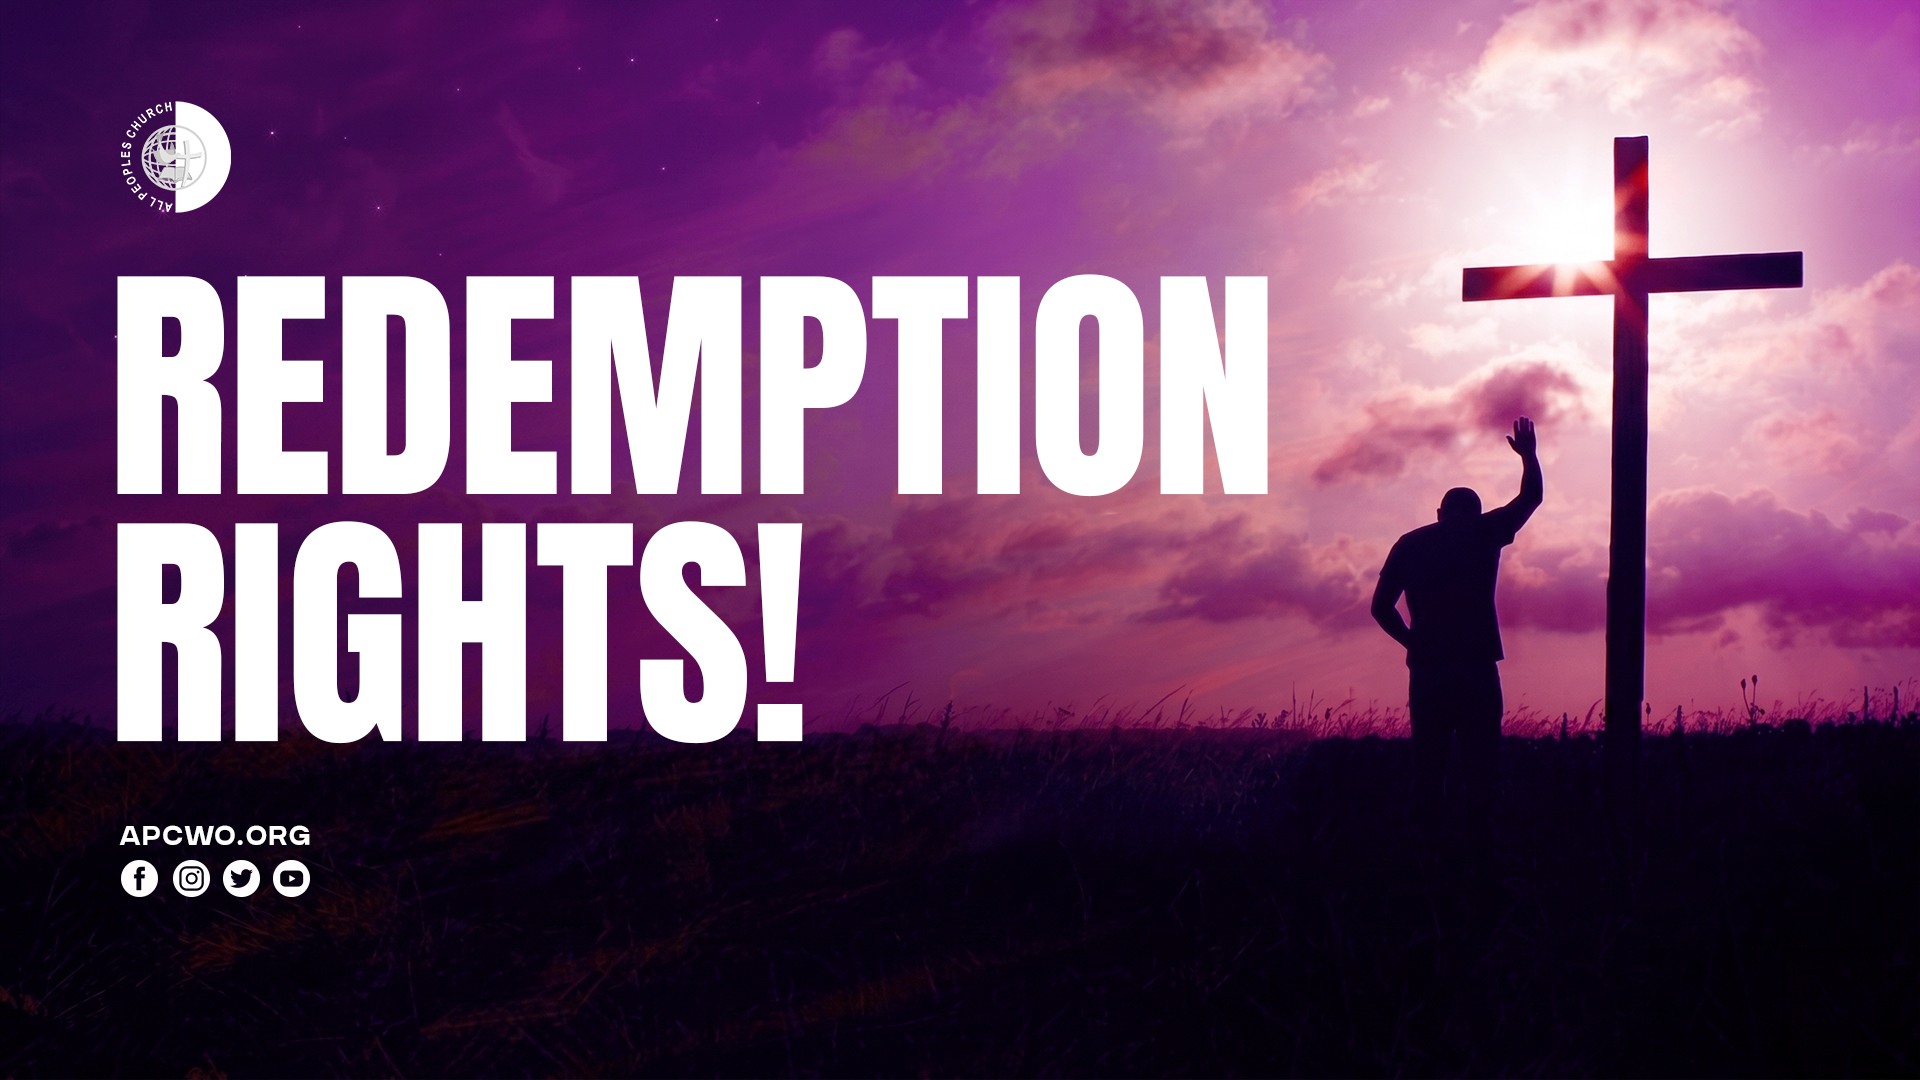 ALL PEOPLES CHURCH
REDEMPTION
RIGHTS!
APCWO.ORG